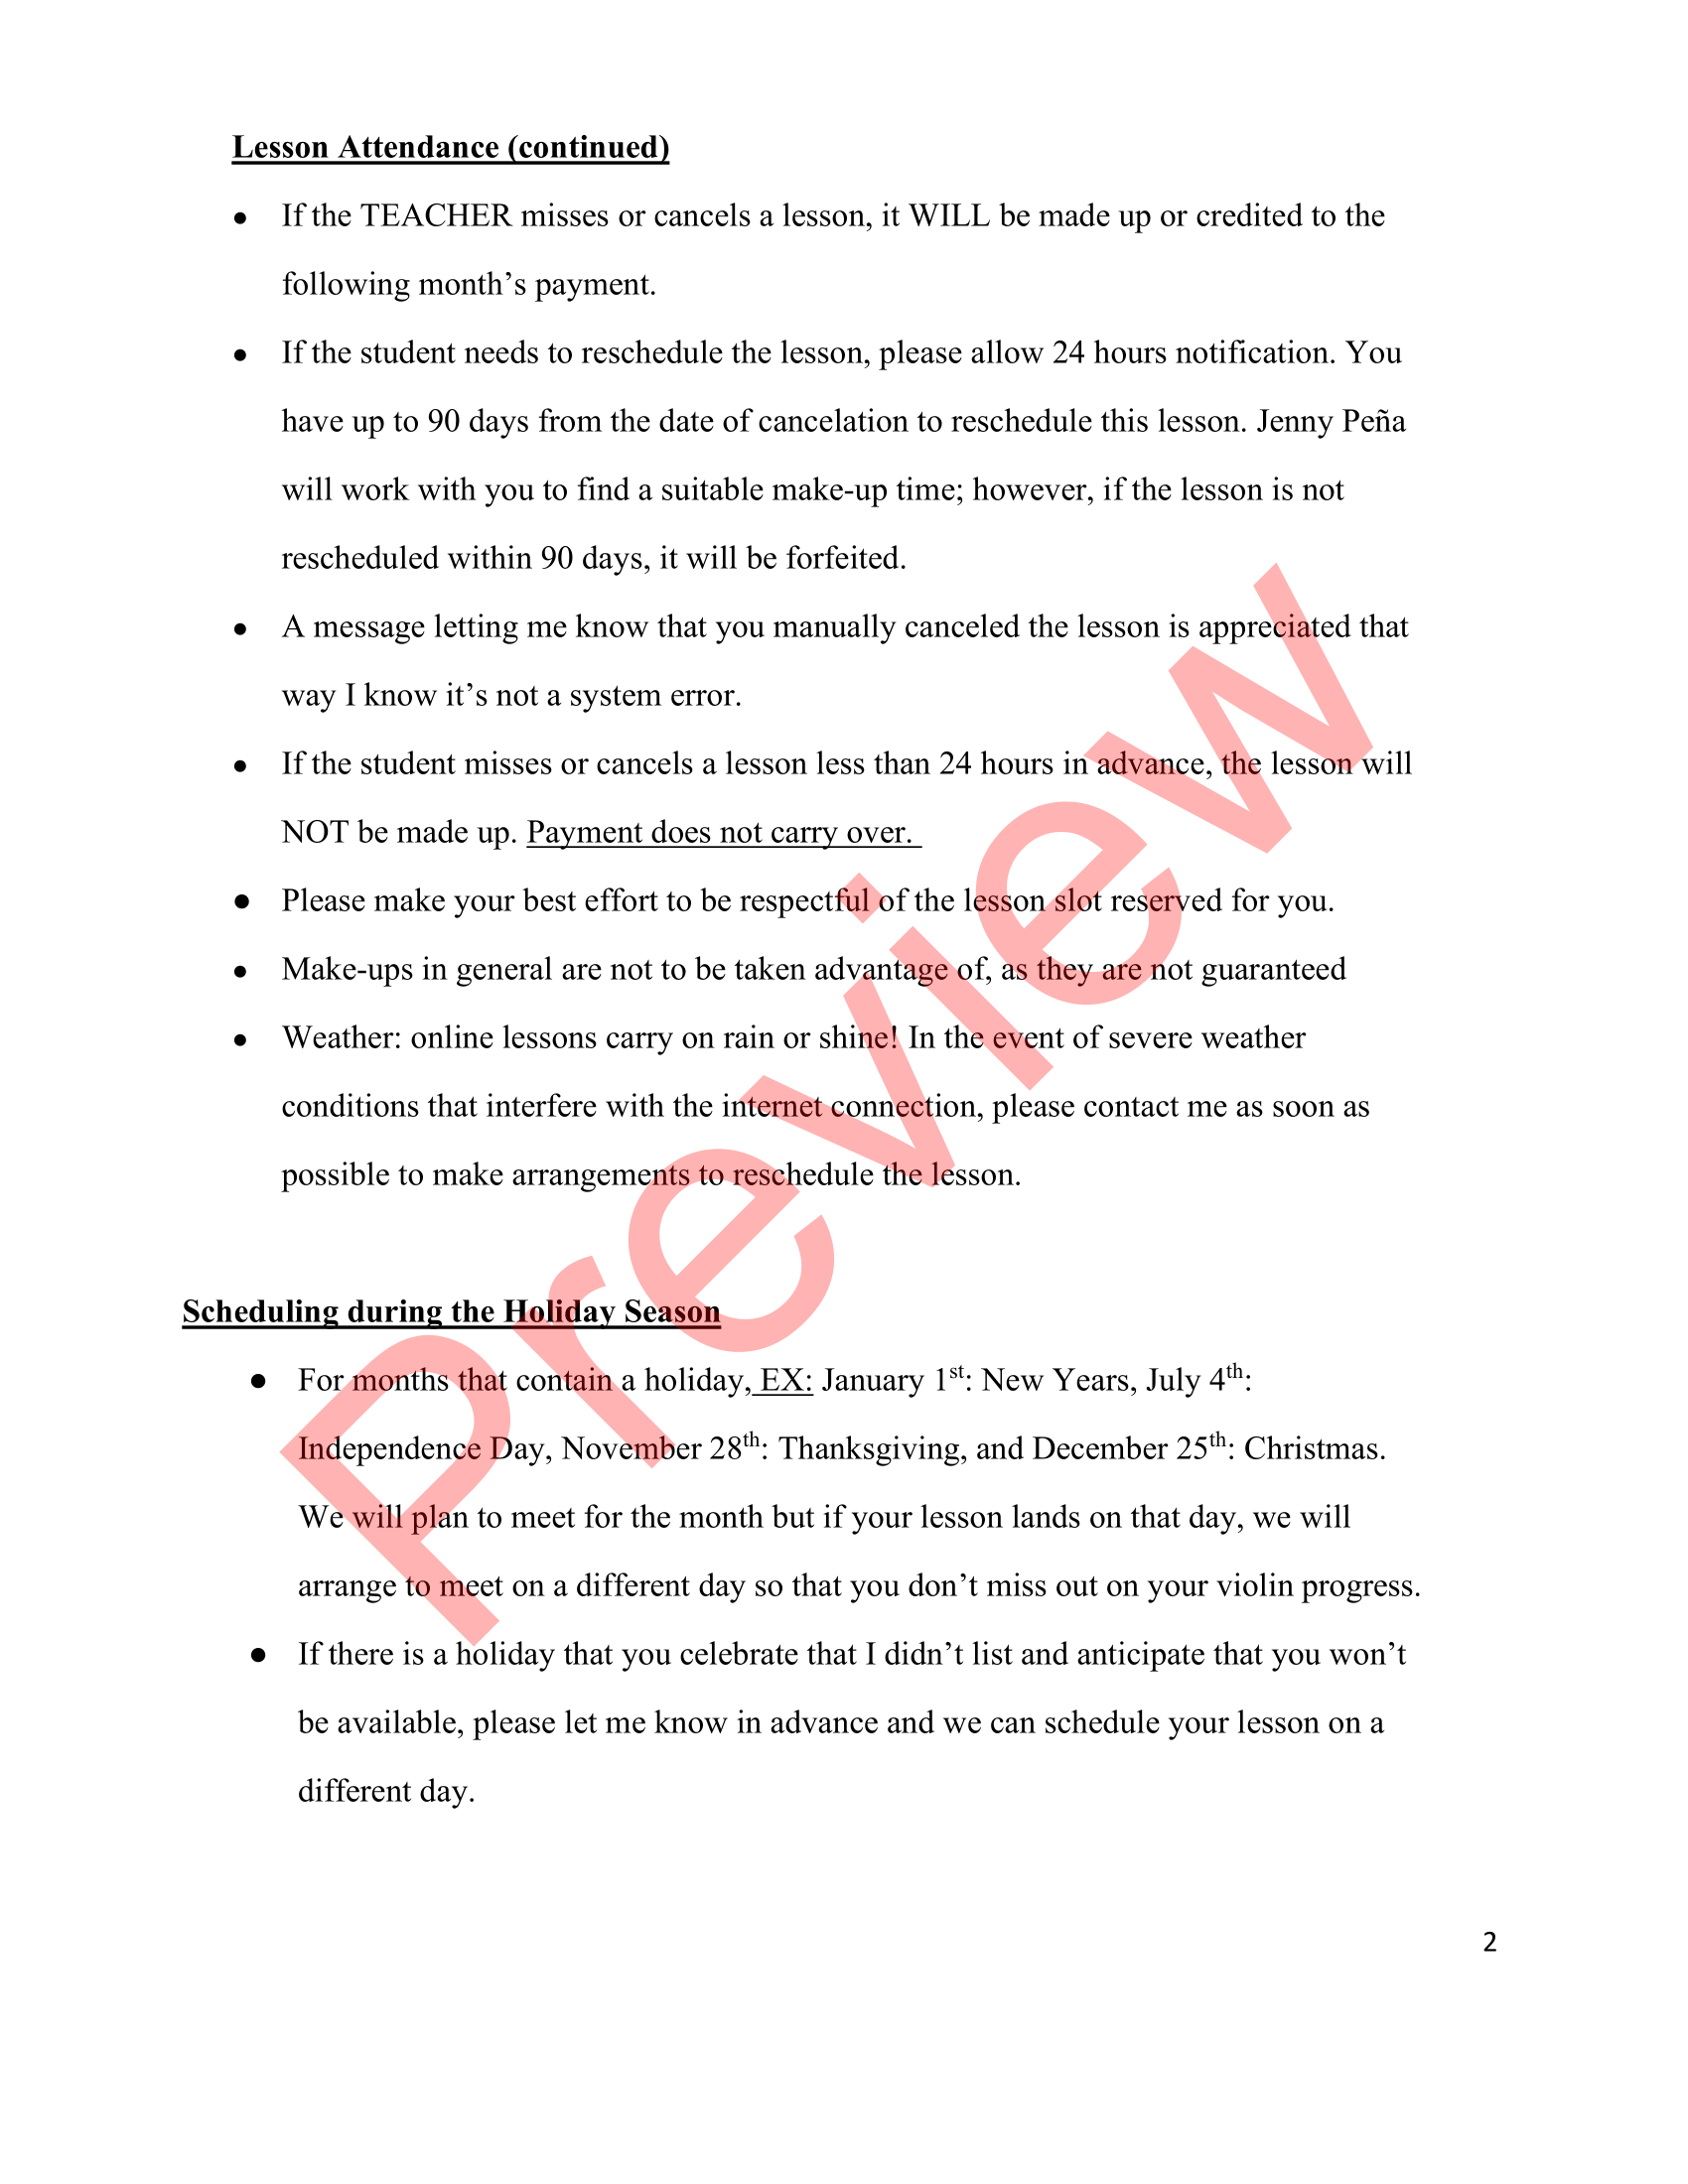 Lesson Attendance (continued)
● If the TEACHER misses or cancels a lesson, it WILL be made up or credited to the
following month’s payment.
● If the student needs to reschedule the lesson, please allow 24 hours notification. You
have up to 90 days from the date of cancelation to reschedule this lesson. Jenny Peña
will work with you to find a suitable make-up time; however, if the lesson is not
rescheduled within 90 days, it will be forfeited.
● A message letting me know that you manually canceled the lesson is appreciated that
way I know it’s not a system error.
● If the student misses or cancels a lesson less than 24 hours in advance, the lesson will
NOT be made up. Payment does not carry over.
● Please make your best effort to be respectful of the lesson slot reserved for you.
● Make-ups in general are not to be taken advantage of, as they are not guaranteed
● Weather: online lessons carry on rain or shine! In the event of severe weather
conditions that interfere with the internet connection, please contact me as soon as
possible to make arrangements to reschedule the lesson.
Scheduling during the Holiday Season
● For months that contain a holiday, EX: January 1st: New Years, July 4th:
Independence Day, November 28th: Thanksgiving, and December 25th: Christmas.
We will plan to meet for the month but if your lesson lands on that day, we will
arrange to meet on a different day so that you don’t miss out on your violin progress.
● If there is a holiday that you celebrate that I didn’t list and anticipate that you won’t
be available, please let me know in advance and we can schedule your lesson on a
different day.
2
Preview